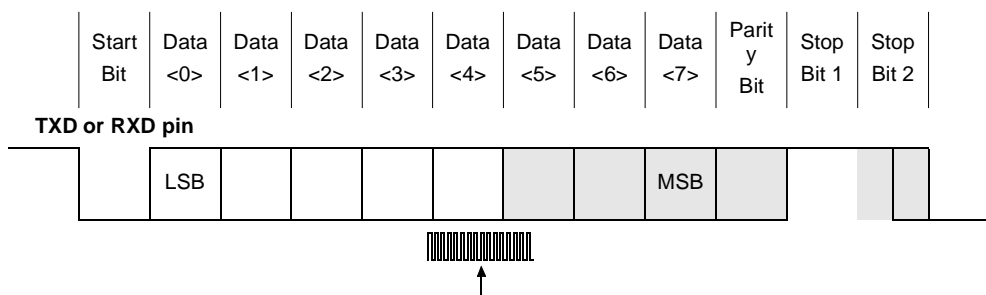 Start Bit
Data <0>
Data <1>
Data <2>
Data <3>
Data <4>
Data <5>
Data <6>
Data <7>
Parit y Bit
Stop Bit 1
Stop Bit 2
TXD or RXD pin
LSB
MSB